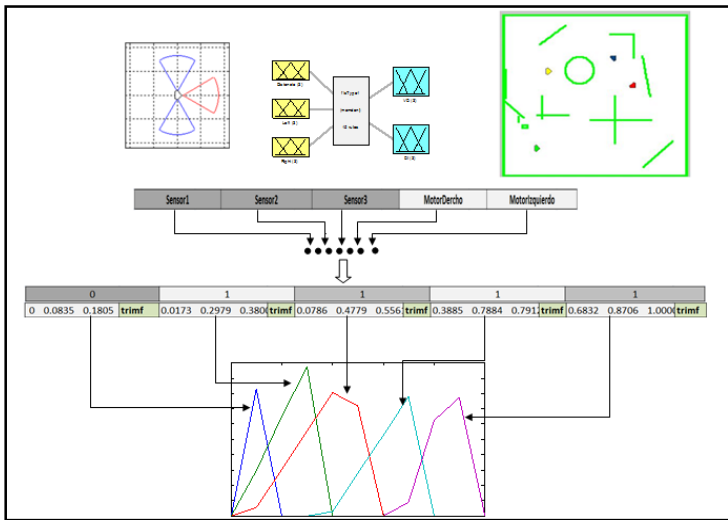 Sensor1 Sensor2 Sensor3 MotorDercho MotorIzquierdo
0 1 1 1 1
0 0.0835 0.1805 trimf 0.0173 0.2979 0.380 trimf 0.0786 0.4779 0.556 trimf 0.3885 0.7884 0.791 trimf 0.6832 0.8706 1.000 trimf